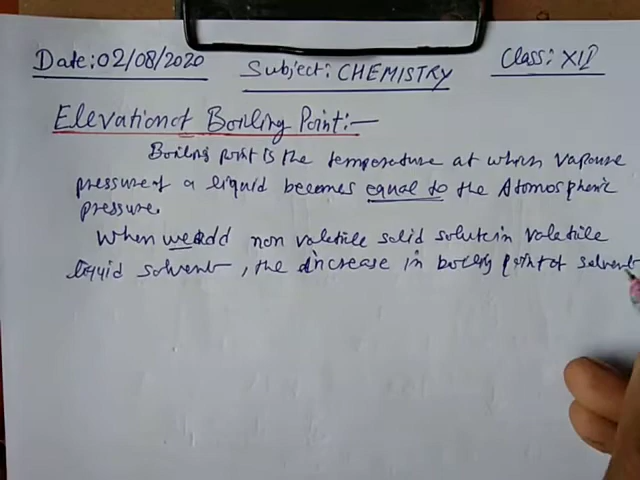 Date: 02/08/2020 Subject: CHEMISTRY Class: XII
Elevation of Boiling Point:-
Boiling point is the temperature at which vapour
pressure of a liquid becomes equal to the Atomospheric
pressure.
When we add non volatile solid solute in volatile
liquid solvent, the increase in boiling point of solvent